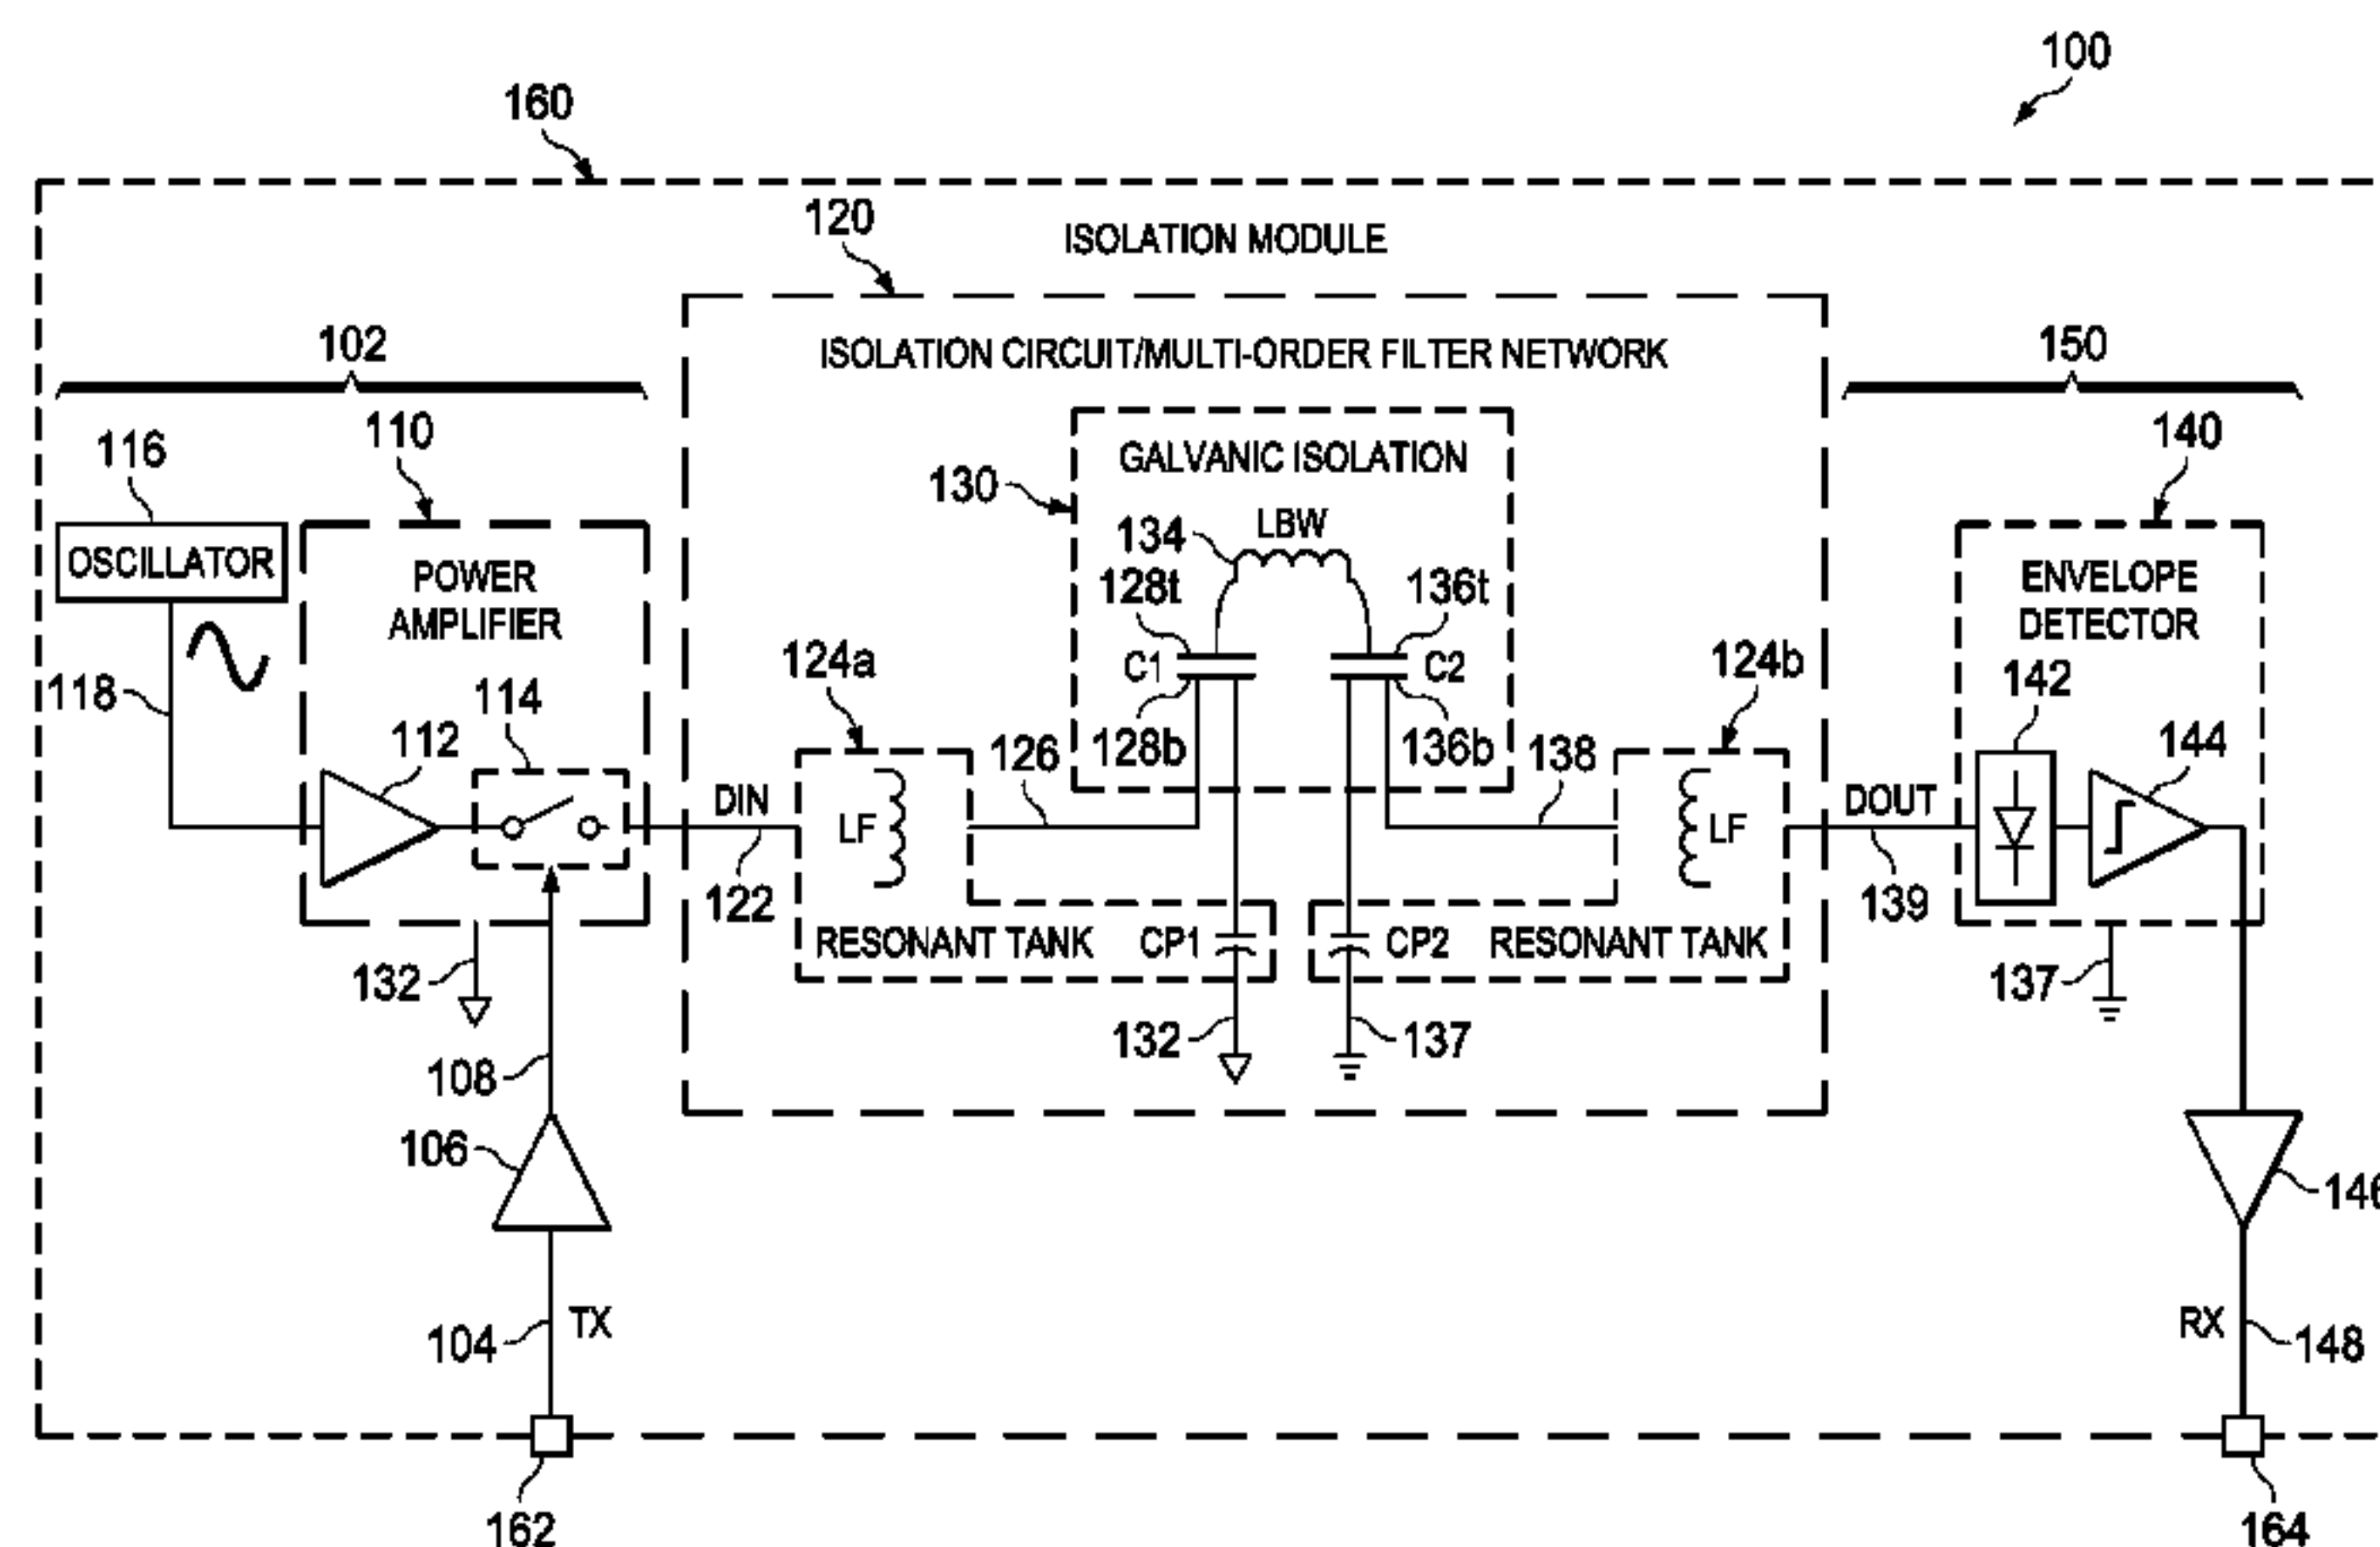 100
160
120
ISOLATION MODULE
102
150
ISOLATION CIRCUIT/MULTI-ORDER FILTER NETWORK
110
140
116
GALVANIC ISOLATION
130
134
LBW
OSCILLATOR
POWER
AMPLIFIER
128t
136t
ENVELOPE
DETECTOR
118
114
124a
C1
C2
124b
142
112
128b
136b
126
138
144
DIN
LF
LF
DOUT
122
139
132
RESONANT TANK
CP1
CP2
RESONANT TANK
137
108
132
137
106
146
104
TX
RX
148
162
164